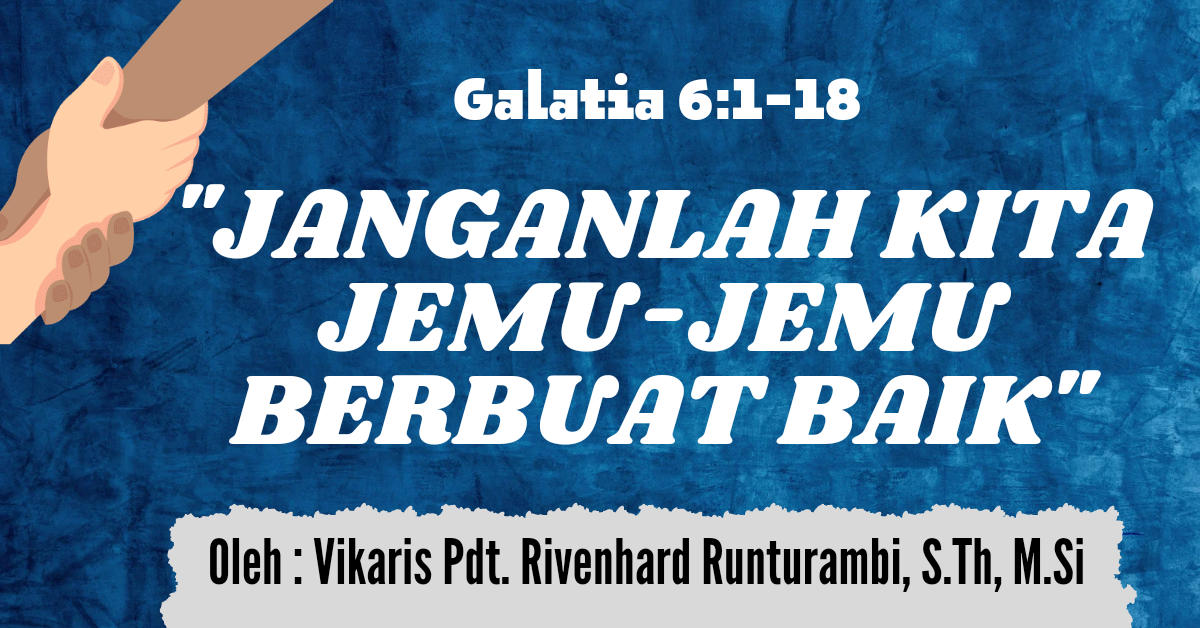 Galatia 6:1-18
"JANGANLAH KITA
JEMU-JEMU
BERBUAT BAIK"
Oleh : Vikaris Pdt. Rivenhard Runturambi, S.Th, M.Si